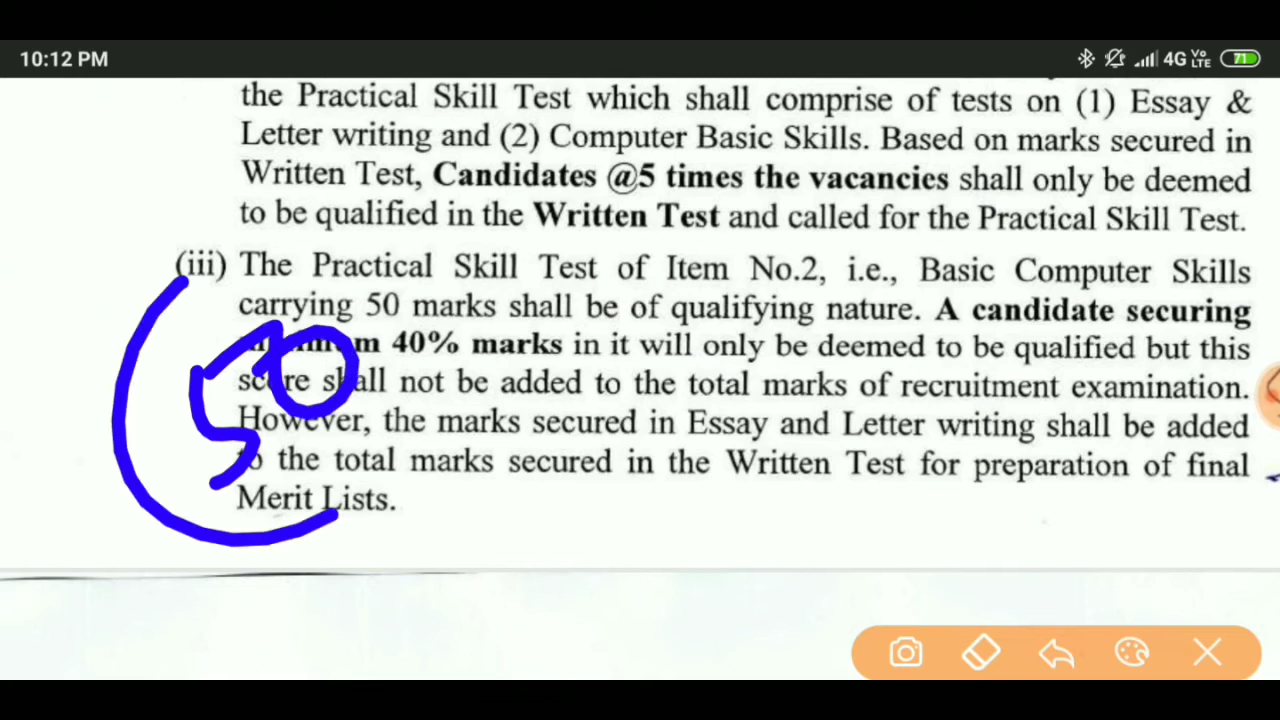 10:12 PM
4G Vo LTE 71
the Practical Skill Test which shall comprise of tests on (1) Essay &
Letter writing and (2) Computer Basic Skills. Based on marks secured in
Written Test, Candidates @5 times the vacancies shall only be deemed
to be qualified in the Written Test and called for the Practical Skill Test.
(iii) The Practical Skill Test of Item No.2, i.e., Basic Computer Skills
carrying 50 marks shall be of qualifying nature. A candidate securing
minimum 40% marks in it will only be deemed to be qualified but this
score shall not be added to the total marks of recruitment examination.
However, the marks secured in Essay and Letter writing shall be added
to the total marks secured in the Written Test for preparation of final
Merit Lists.
50